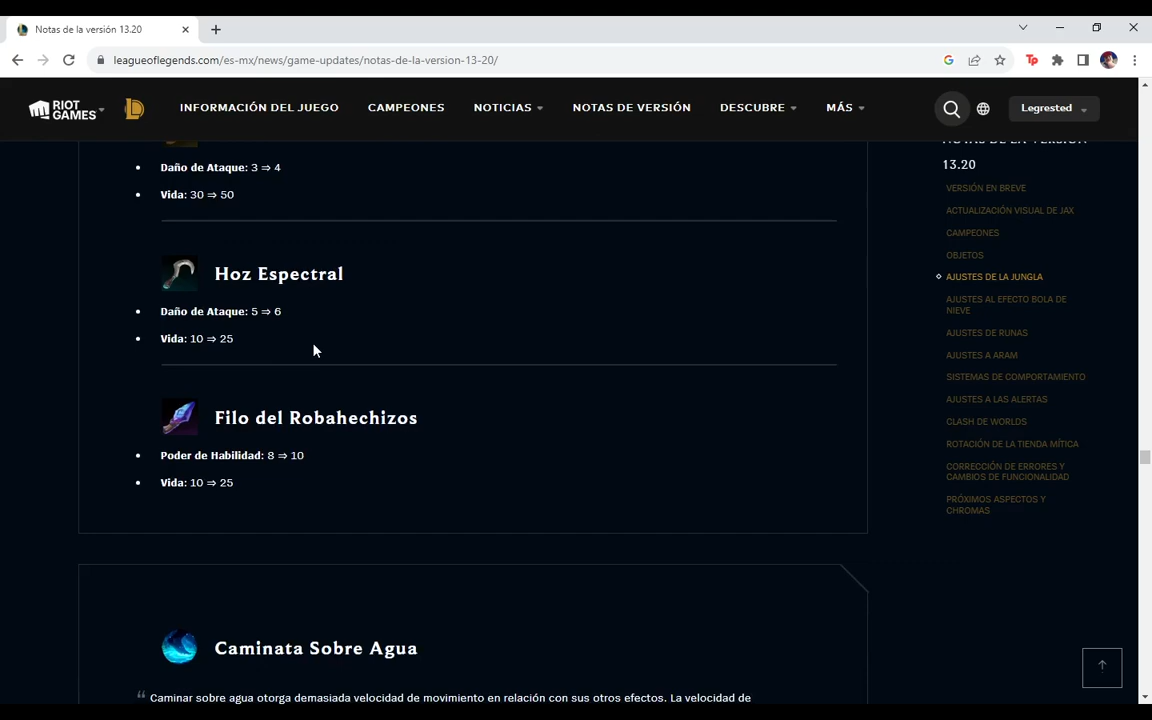 Notas de la versión 13.20
leagueoflegends.com/es-mx/news/game-updates/notas-de-la-version-13-20/
RIOT GAMES
INFORMACIÓN DEL JUEGO
CAMPEONES
NOTICIAS
NOTAS DE VERSIÓN
DESCUBRE
MÁS
Legrested
Daño de Ataque: 3 ⇒ 4
Vida: 30 ⇒ 50
Hoz Espectral
Daño de Ataque: 5 ⇒ 6
Vida: 10 ⇒ 25
Filo del Robahechizos
Poder de Habilidad: 8 ⇒ 10
Vida: 10 ⇒ 25
Caminata Sobre Agua
“ Caminar sobre agua otorga demasiada velocidad de movimiento en relación con sus otros efectos. La velocidad de
NOTAS DE LA VERSIÓN
13.20
VERSIÓN EN BREVE
ACTUALIZACIÓN VISUAL DE JAX
CAMPEONES
OBJETOS
AJUSTES DE LA JUNGLA
AJUSTES AL EFECTO BOLA DE
NIEVE
AJUSTES DE RUNAS
AJUSTES A ARAM
SISTEMAS DE COMPORTAMIENTO
AJUSTES A LAS ALERTAS
CLASH DE WORLDS
ROTACIÓN DE LA TIENDA MÍTICA
CORRECCIÓN DE ERRORES Y
CAMBIOS DE FUNCIONALIDAD
PRÓXIMOS ASPECTOS Y
CHROMAS